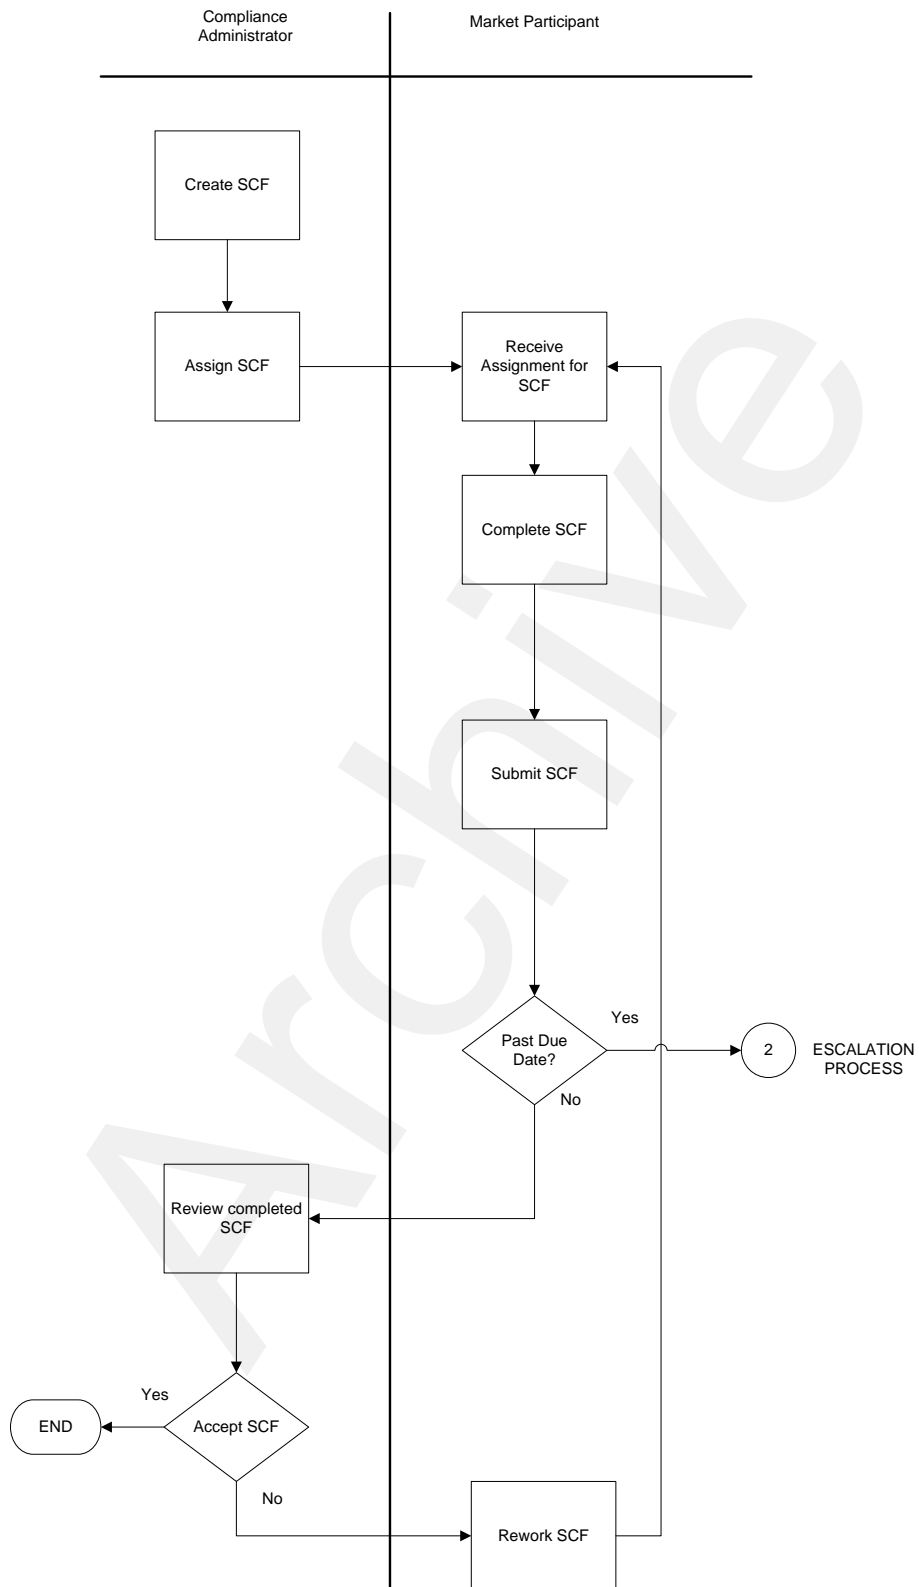 Compliance
Administrator
Market Participant
Create SCF
Assign SCF
Receive
Assignment for
SCF
Complete SCF
Submit SCF
Past Due
Date?
Yes
2
ESCALATION
PROCESS
No
Review completed
SCF
Accept SCF
Yes
END
No
Rework SCF
Archive